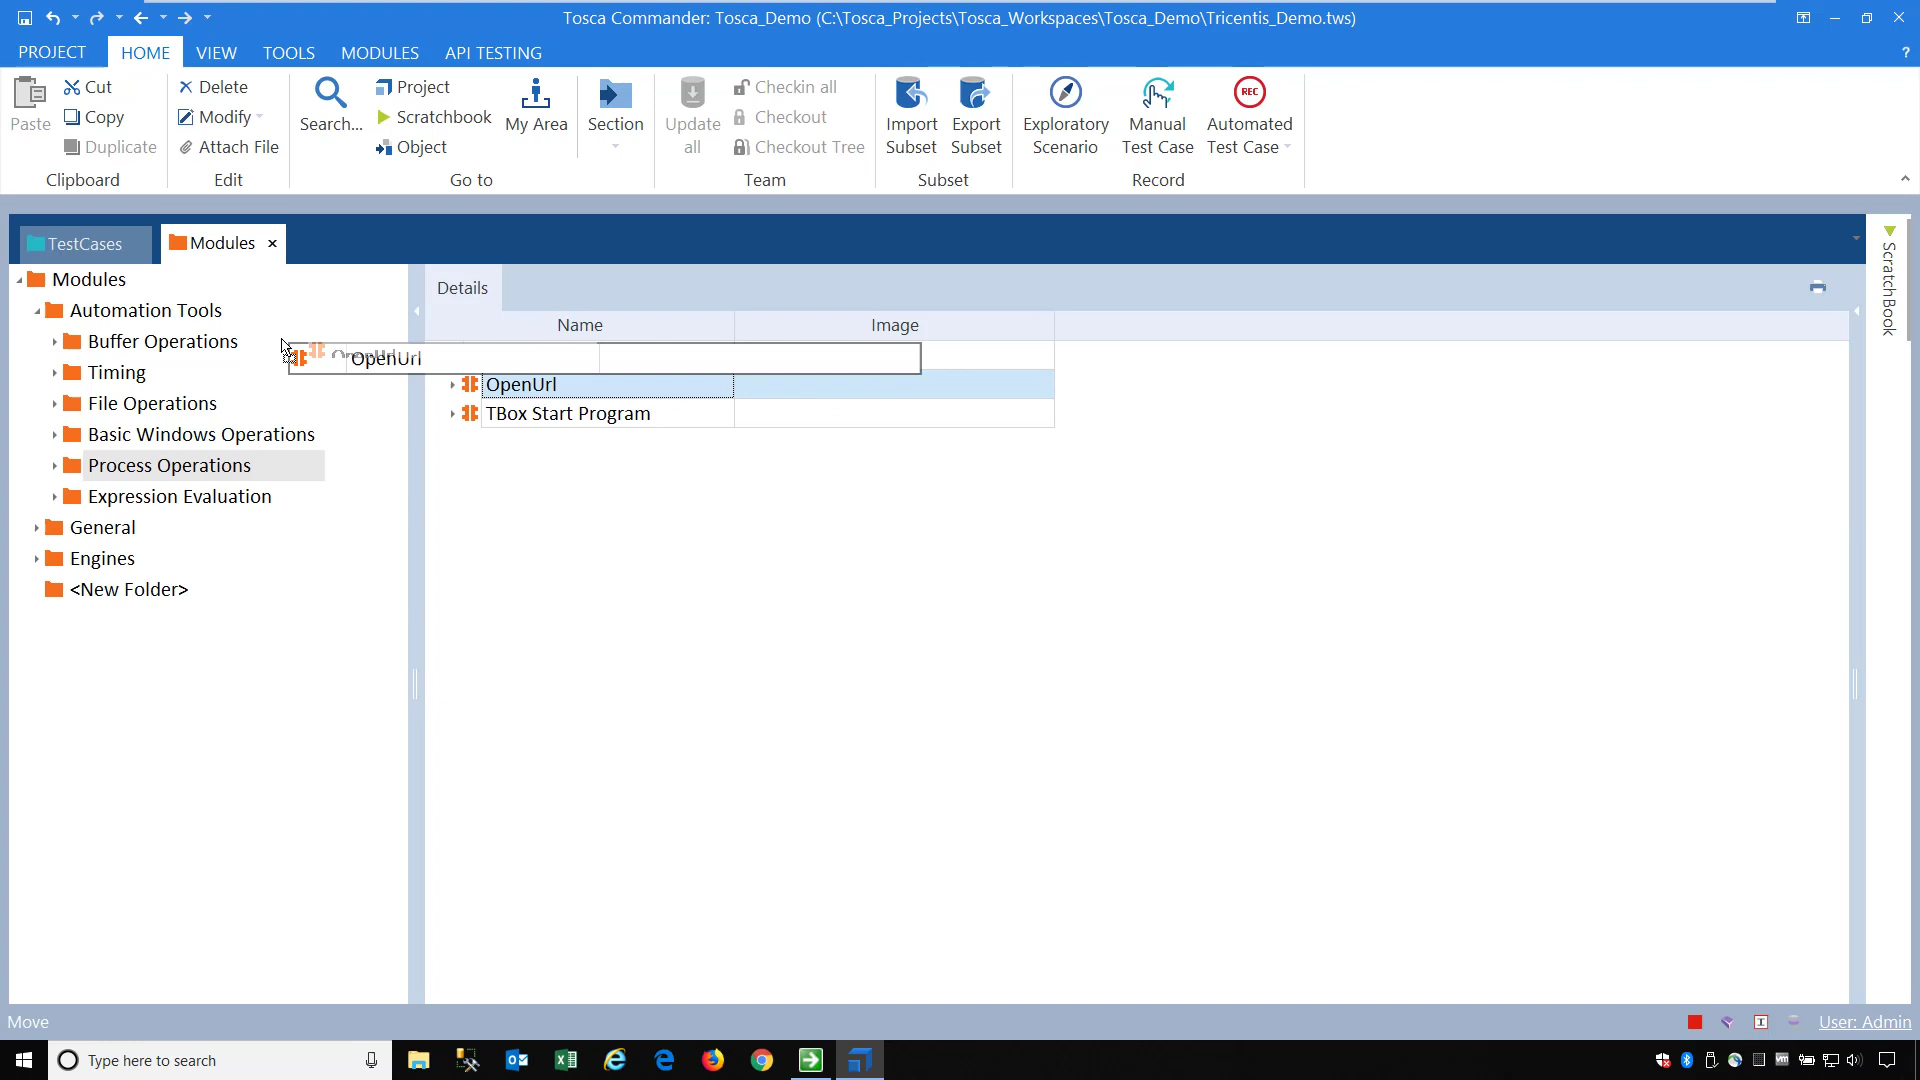 Tosca Commander: Tosca_Demo (C:\Tosca_Projects\Tosca_Workspaces\Tosca_Demo\Tricentis_Demo.tws)
PROJECT HOME VIEW TOOLS MODULES API TESTING ?
Paste
Cut
Copy
Duplicate
Clipboard
Delete
Modify
Attach File
Edit
Search...
Project
Scratchbook
Object
My Area
Section
Go to
Update all
Checkin all
Checkout
Checkout Tree
Team
Import Subset
Export Subset
Subset
Exploratory Scenario
Manual Test Case
REC
Automated Test Case
Record
TestCases
Modules
Modules
Automation Tools
Buffer Operations
Timing
File Operations
Basic Windows Operations
Process Operations
Expression Evaluation
General
Engines
<New Folder>
Details
Name Image
OpenUrl
OpenUrl
TBox Start Program
ScratchBook
Move
User: Admin
Type here to search